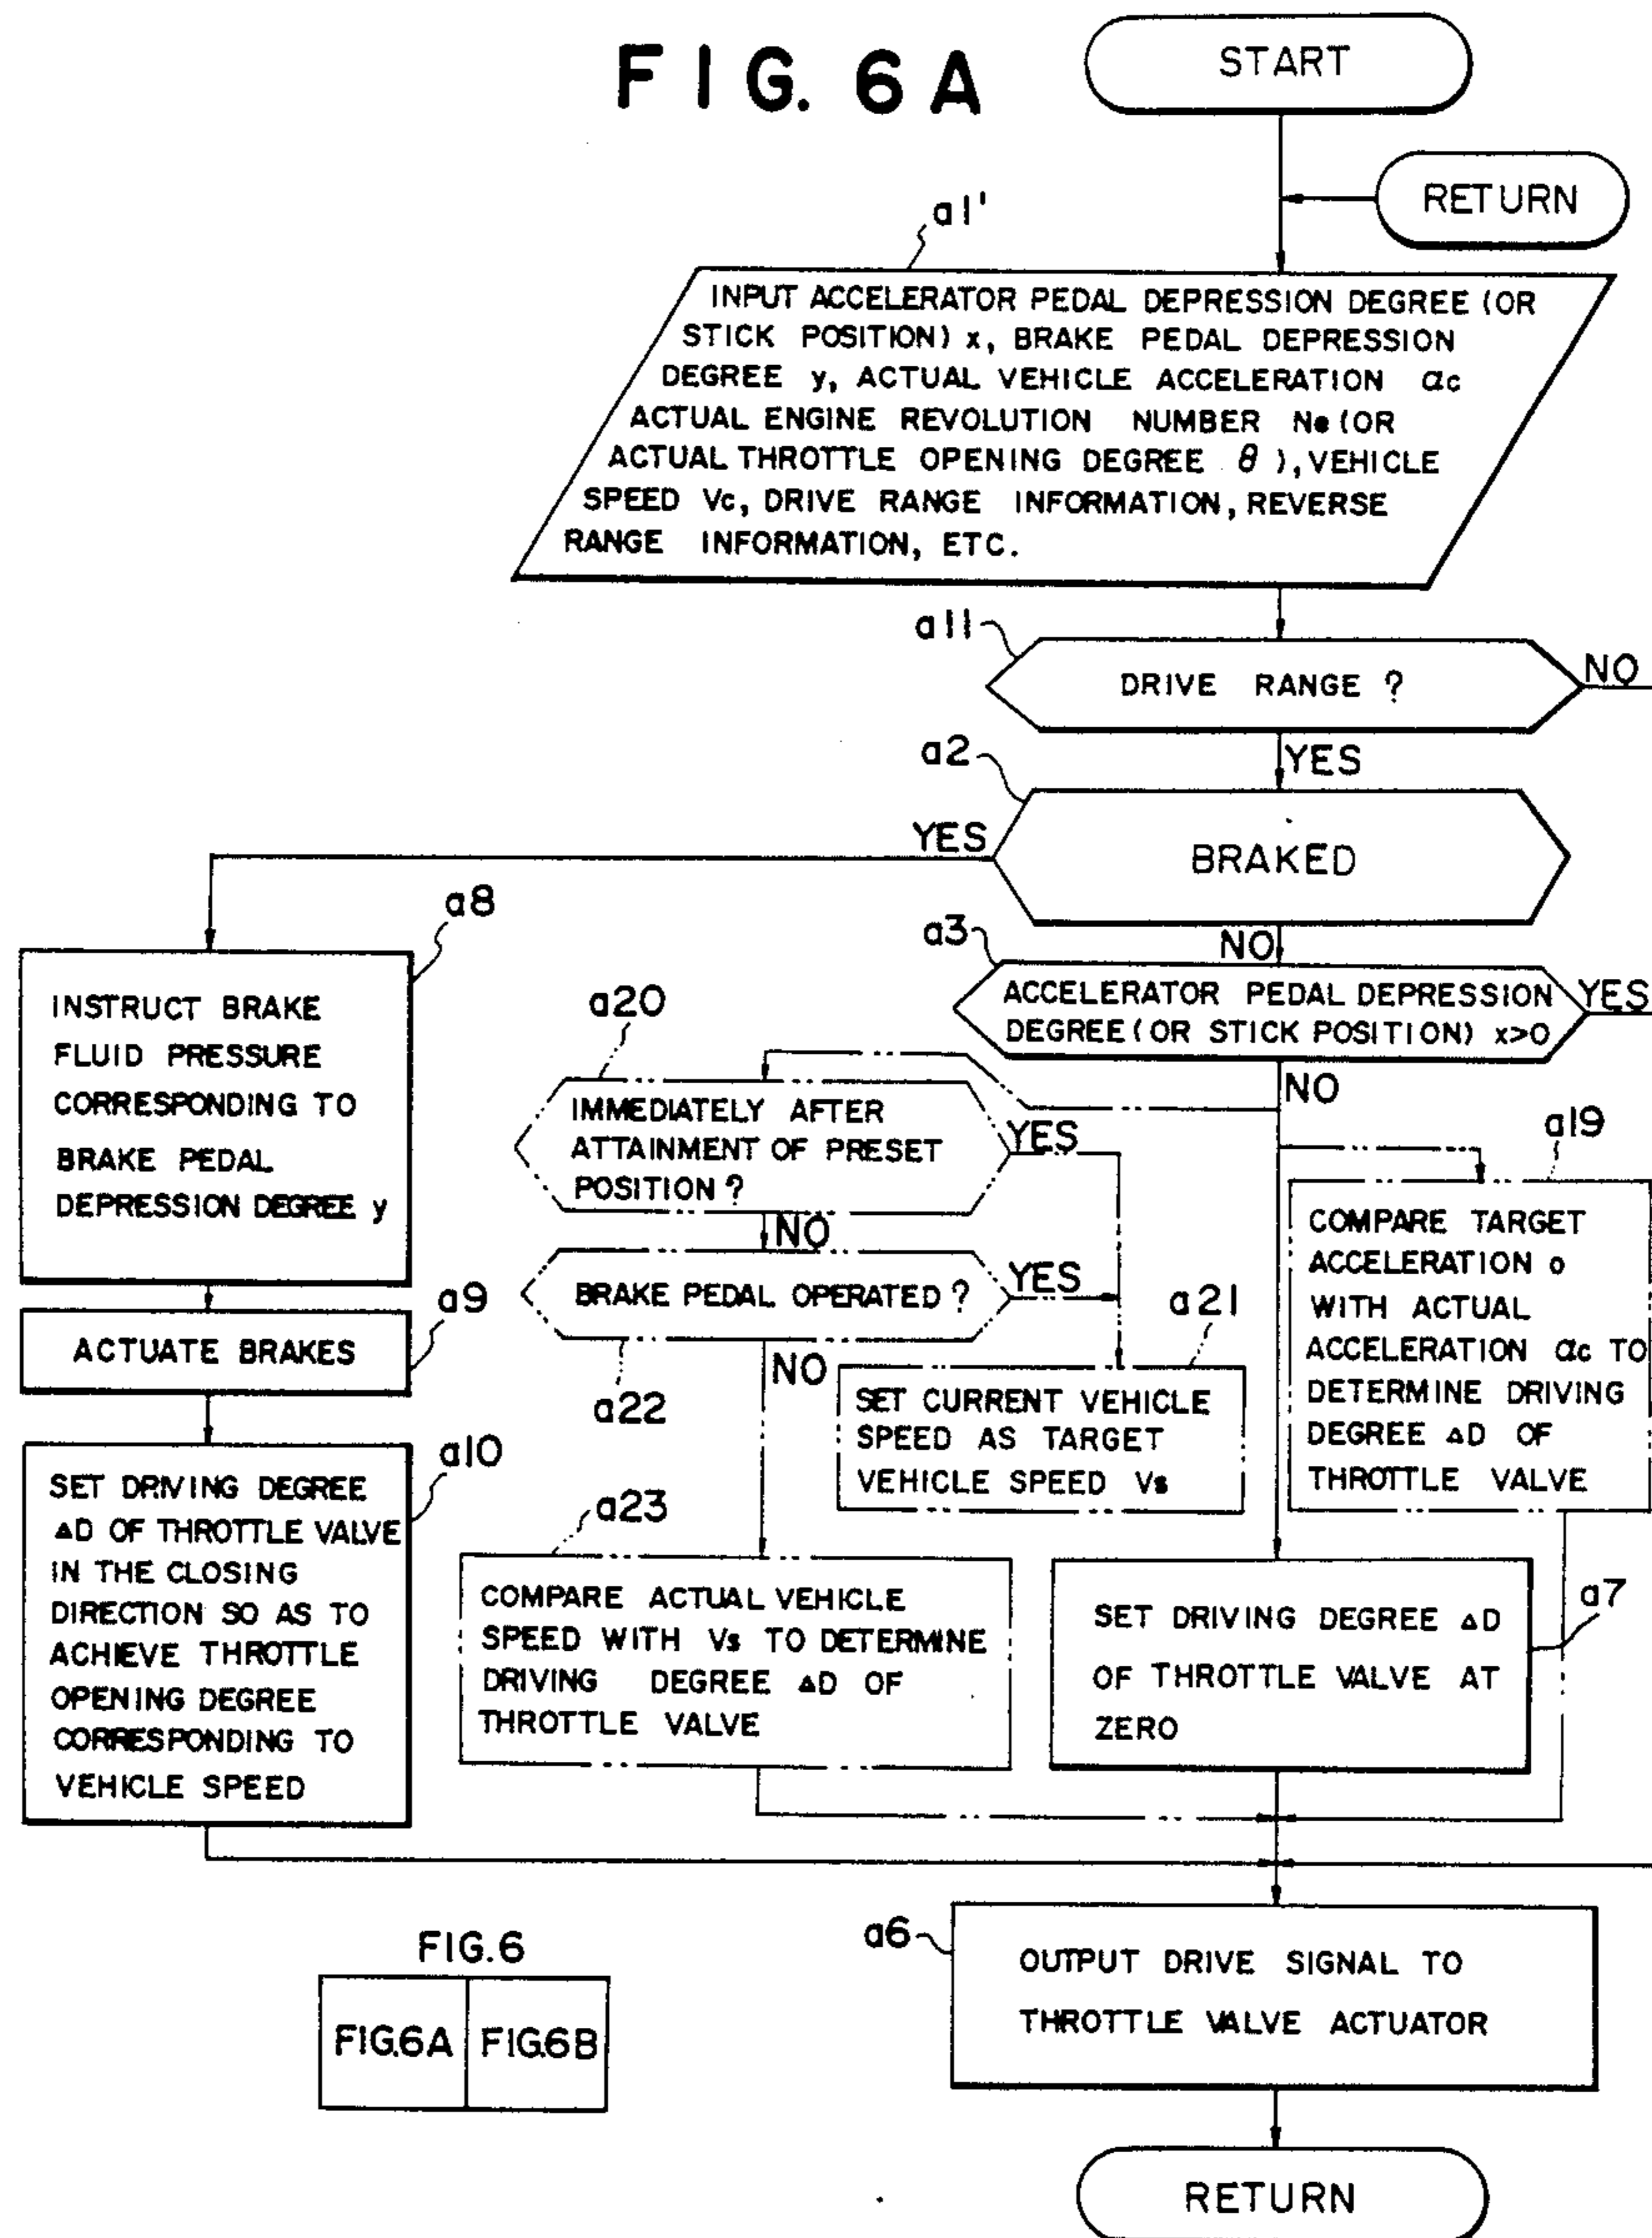 FIG. 6A
START
RETURN
a1'
INPUT ACCELERATOR PEDAL DEPRESSION DEGREE (OR
STICK POSITION) x, BRAKE PEDAL DEPRESSION
DEGREE y, ACTUAL VEHICLE ACCELERATION αc
ACTUAL ENGINE REVOLUTION NUMBER Ne (OR
ACTUAL THROTTLE OPENING DEGREE θ), VEHICLE
SPEED Vc, DRIVE RANGE INFORMATION, REVERSE
RANGE INFORMATION, ETC.
a11
DRIVE RANGE ?
NO
YES
a2
BRAKED
YES
NO
a3
ACCELERATOR PEDAL DEPRESSION
DEGREE (OR STICK POSITION) x>0
YES
NO
a8
INSTRUCT BRAKE
FLUID PRESSURE
CORRESPONDING TO
BRAKE PEDAL
DEPRESSION DEGREE y
a9
ACTUATE BRAKES
a10
SET DRIVING DEGREE
ΔD OF THROTTLE VALVE
IN THE CLOSING
DIRECTION SO AS TO
ACHIEVE THROTTLE
OPENING DEGREE
CORRESPONDING TO
VEHICLE SPEED
a20
IMMEDIATELY AFTER
ATTAINMENT OF PRESET
POSITION ?
YES
NO
BRAKE PEDAL OPERATED ?
YES
NO
a22
a21
SET CURRENT VEHICLE
SPEED AS TARGET
VEHICLE SPEED Vs
a23
COMPARE ACTUAL VEHICLE
SPEED WITH Vs TO DETERMINE
DRIVING DEGREE ΔD OF
THROTTLE VALVE
a19
COMPARE TARGET
ACCELERATION o
WITH ACTUAL
ACCELERATION αc TO
DETERMINE DRIVING
DEGREE ΔD OF
THROTTLE VALVE
a7
SET DRIVING DEGREE ΔD
OF THROTTLE VALVE AT
ZERO
a6
OUTPUT DRIVE SIGNAL TO
THROTTLE VALVE ACTUATOR
RETURN
FIG.6
FIG.6A FIG.6B